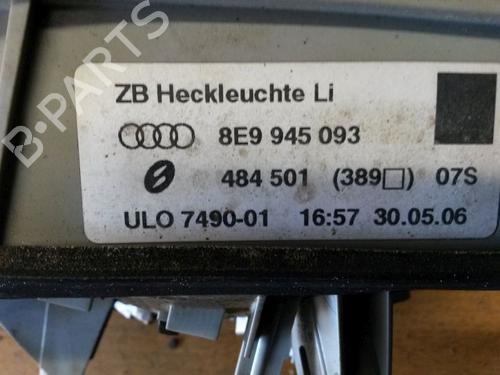 B-PARTS
ZB Heckleuchte Li
8E9 945 093
484 501 (389□) 07S
ULO 7490-01 16:57 30.05.06